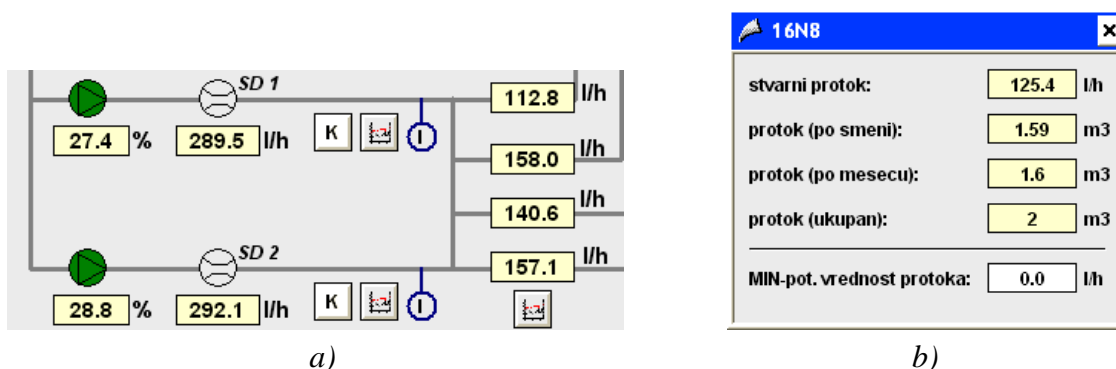 SD 1
27.4 %
289.5 l/h
K
I
112.8 l/h
158.0 l/h
140.6 l/h
157.1 l/h
SD 2
28.8 %
292.1 l/h
K
I
a)
16N8
stvarni protok: 125.4 l/h
protok (po smeni): 1.59 m3
protok (po mesecu): 1.6 m3
protok (ukupan): 2 m3
MIN-pot. vrednost protoka: 0.0 l/h
b)